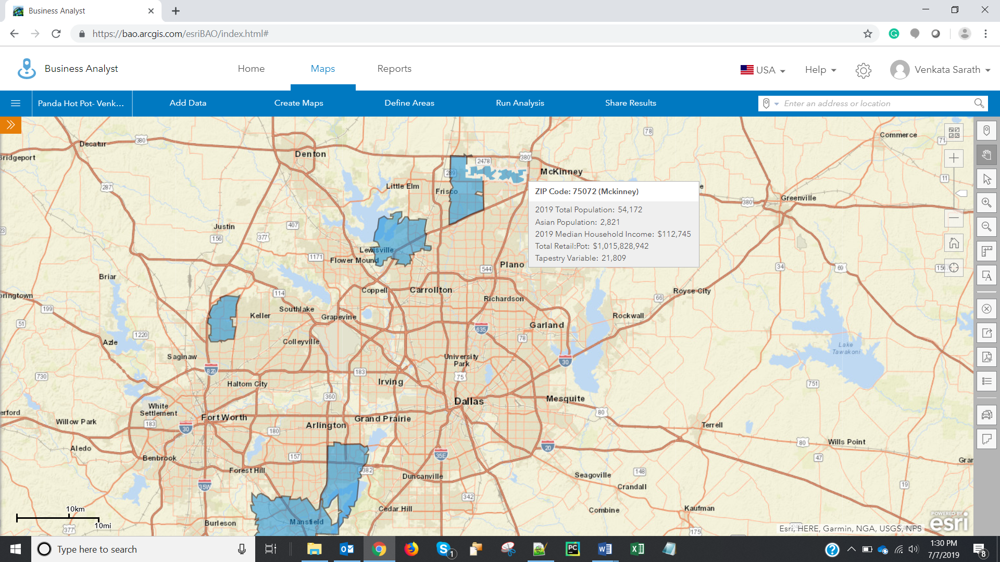 Business Analyst
https://bao.arcgis.com/esriBAO/index.html#
Business Analyst
Home
Maps
Reports
USA
Help
Venkata Sarath
Panda Hot Pot- Venk...
Add Data
Create Maps
Define Areas
Run Analysis
Share Results
Enter an address or location
Decatur
380
Denton
78
Commerce
71
Bridgeport
380
2478
289
McKinney
287
Little Elm
Frisco
11
ZIP Code: 75072 (Mckinney)
e
2019 Total Population: 54,172
Asian Population: 2,821
2019 Median Household Income: $112,745
Total Retail:Pot: $1,015,828,942
Tapestry Variable: 21,809
380
Greenville
Justin
407
156
377
Lewisville
Flower Mound
1171
Plano
544
34
69
156
Briar
Coppell
Carrollton
Royse City
pringtown
114
Richardson
66
199
Southlake
Keller
Grapevine
Rockwall
51
635
Garland
1220
78
Azle
Colleyville
Lake
Tawakoni
Saginaw
University
Park
30
820
183
75
730
Haltom City
Irving
751
360
Dallas
Mesquite
White
Settlement
erford
Fort Worth
Grand Prairie
80
Willow Park
183
30
180
Arlington
Terrell
Aledo
20
80
Wills Point
Benbrook
157
35E
47
Gran
Forest Hill
1382
Duncanville
148
Seagoville
35W
19
Crandall
342
10km
Cedar Hill
Combine
Kaufman
Burleson
Mansfield
10mi
377
175
POWERED BY
esri
Esri, HERE, Garmin, NGA, USGS, NPS
Type here to search
1
PC
1:30 PM
7/7/2019
8